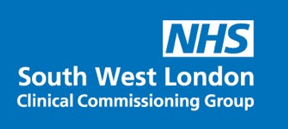 NHS
South West London
Clinical Commissioning Group